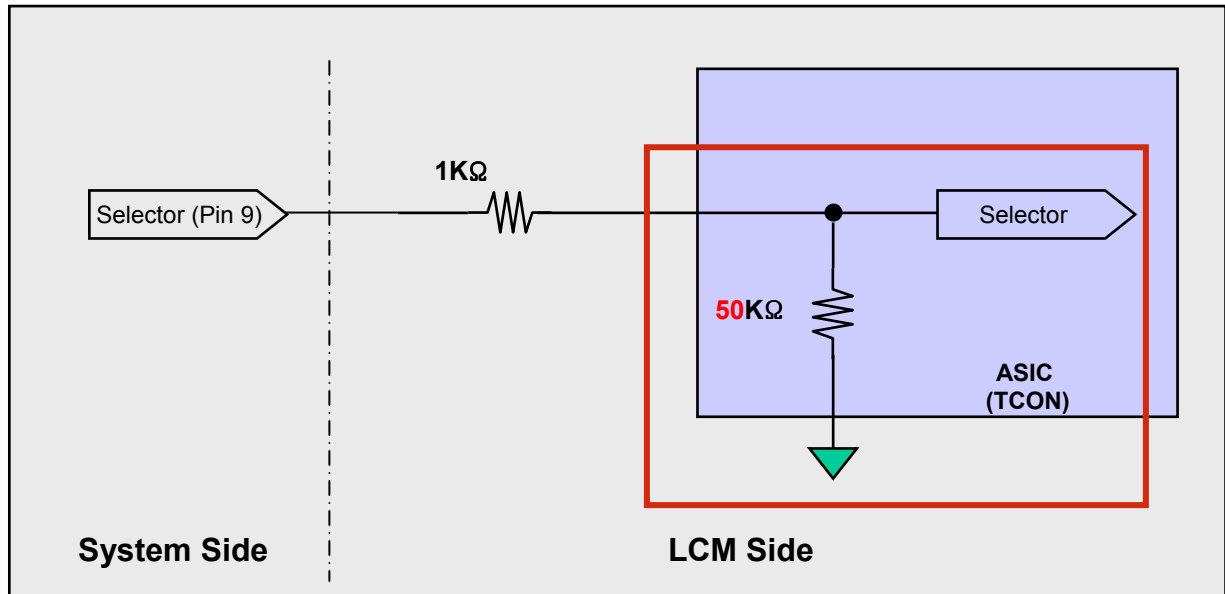 1KΩ
Selector (Pin 9)
Selector
50KΩ
ASIC
(TCON)
System Side
LCM Side